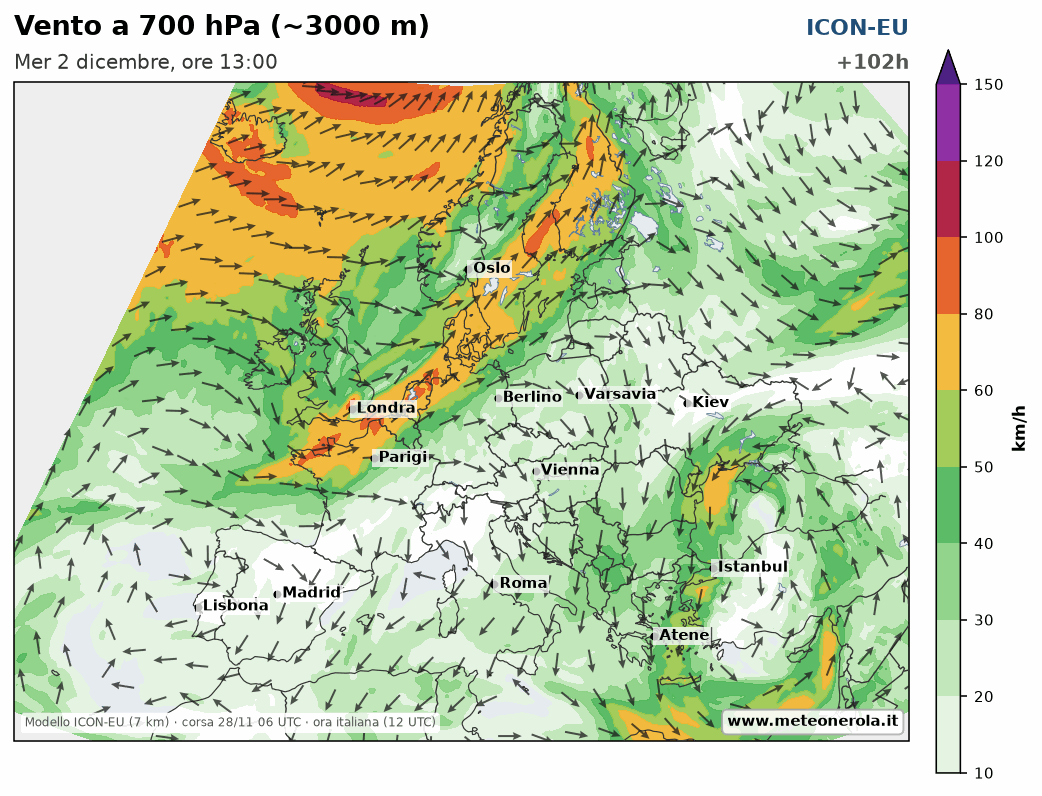 Vento a 700 hPa (~3000 m)
ICON-EU
Mer 2 dicembre, ore 13:00
+102h
150
120
100
80
60
50
40
30
20
10
km/h
Oslo
Londra
Berlino
Varsavia
Kiev
Parigi
Vienna
Istanbul
Roma
Madrid
Lisbona
Atene
Modello ICON-EU (7 km) · corsa 28/11 06 UTC · ora italiana (12 UTC)
www.meteonerola.it